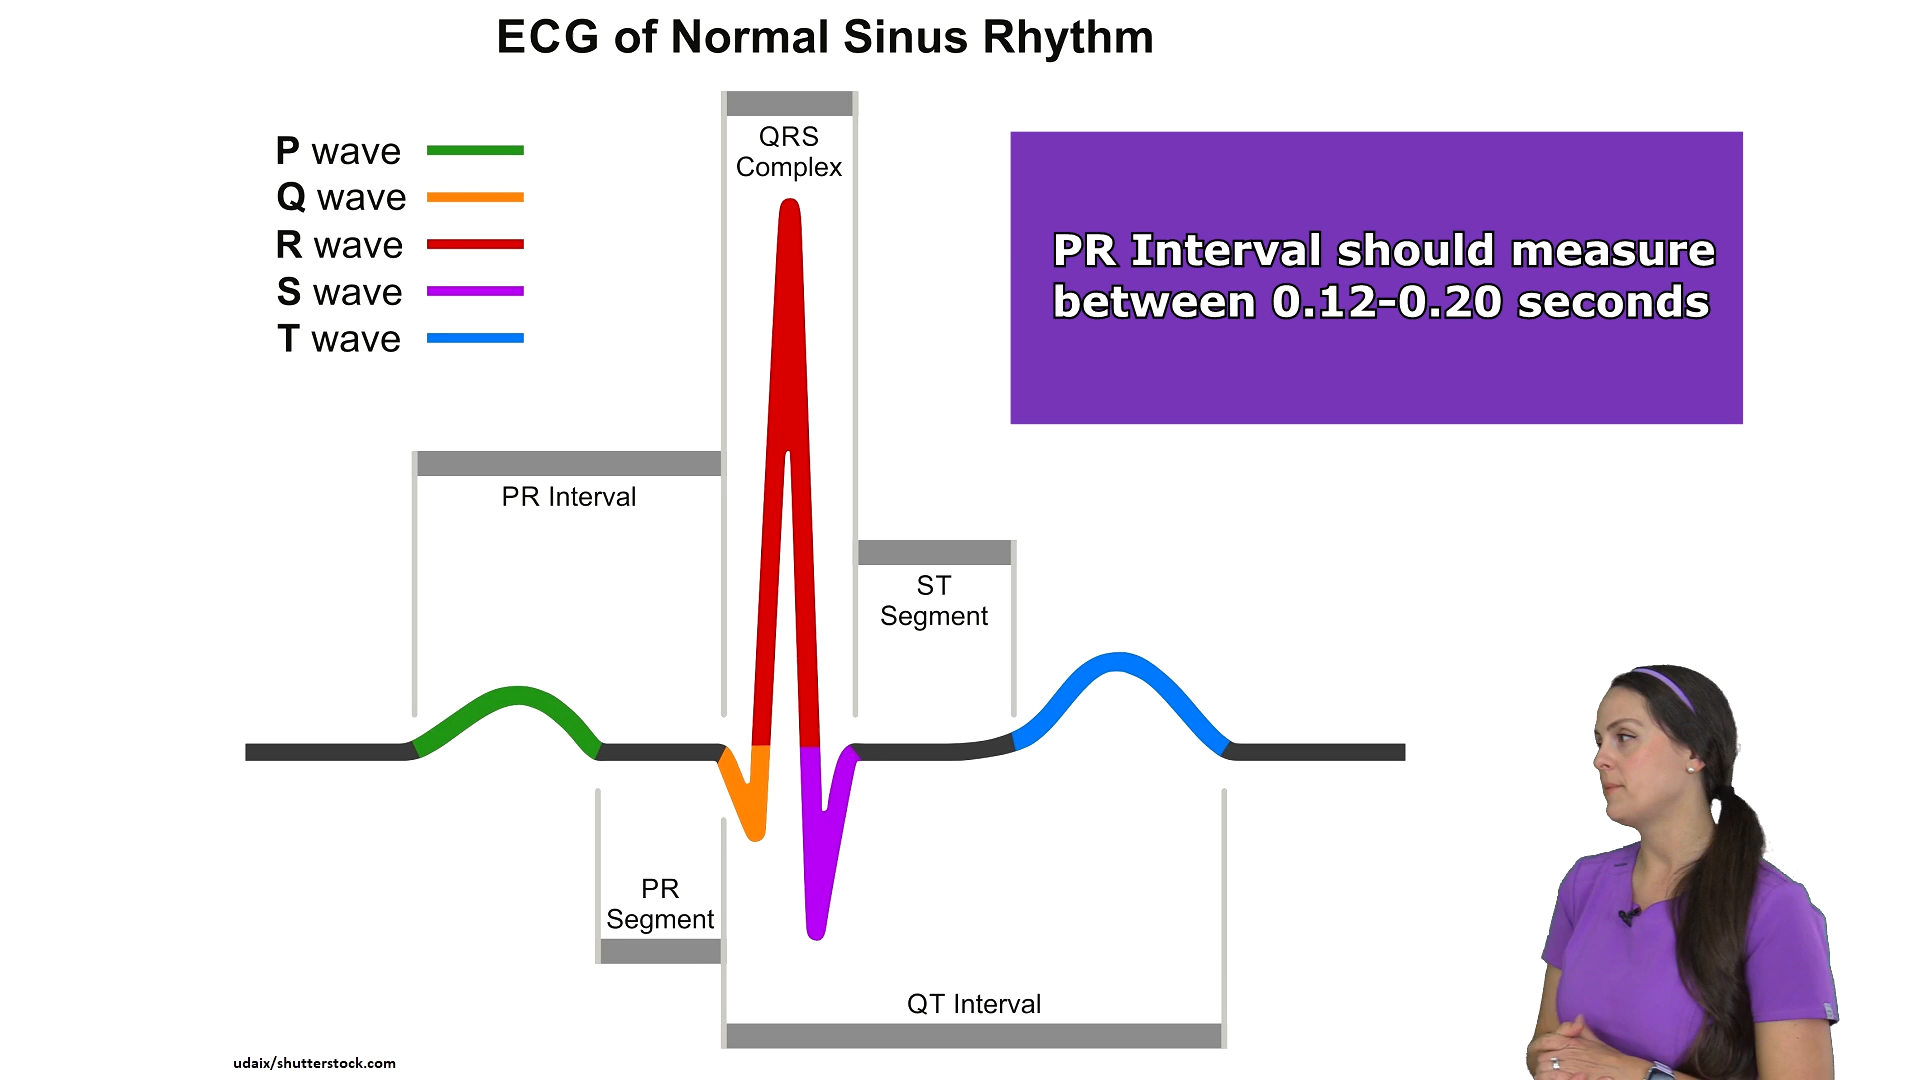 ECG of Normal Sinus Rhythm
P wave
Q wave
R wave
S wave
T wave
QRS
Complex
PR Interval should measure
between 0.12-0.20 seconds
PR Interval
ST
Segment
PR
Segment
QT Interval
udaix/shutterstock.com